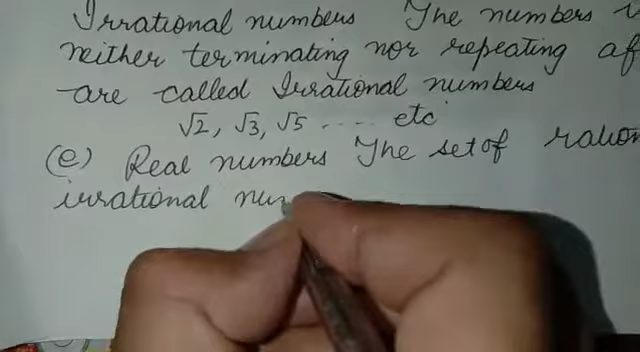 Irrational numbers The numbers
neither terminating nor repeating
are called Irrational numbers
√2, √3, √5 ..... etc
(e) Real numbers The set of
irrational